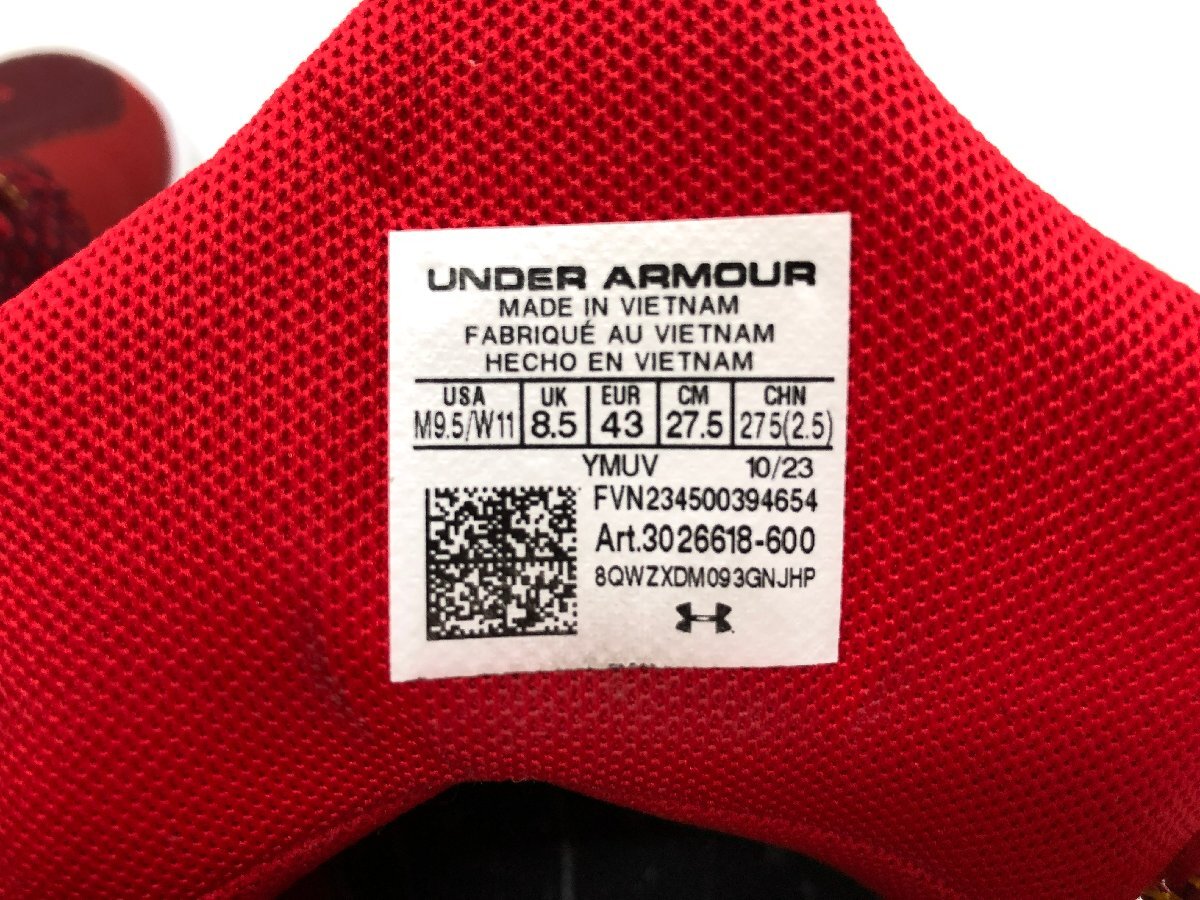 UNDER ARMOUR
MADE IN VIETNAM
FABRIQUÉ AU VIETNAM
HECHO EN VIETNAM
USA UK EUR CM CHN
M9.5/W11 8.5 43 27.5 275(2.5)
YMUV 10/23
FVN234500394654
Art.3026618-600
8QWZXDM093GNJHP